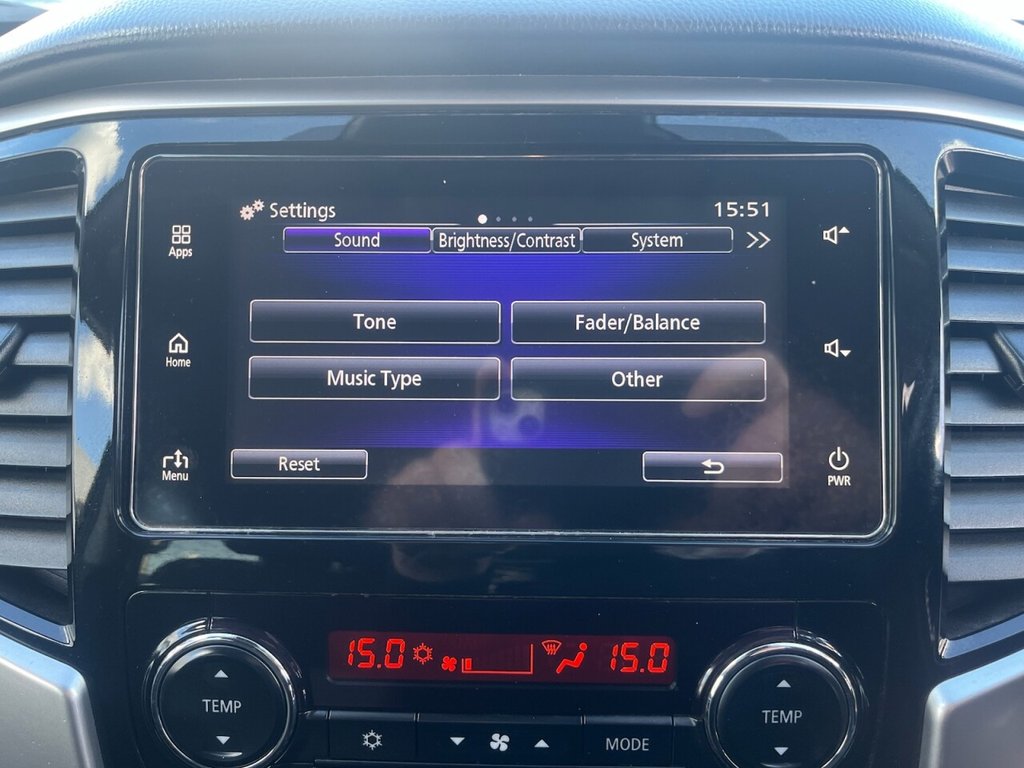 Settings
15:51
Sound
Brightness/Contrast
System
Apps
Tone
Fader/Balance
Home
Music Type
Other
Menu
Reset
PWR
15.0
15.0
TEMP
TEMP
MODE